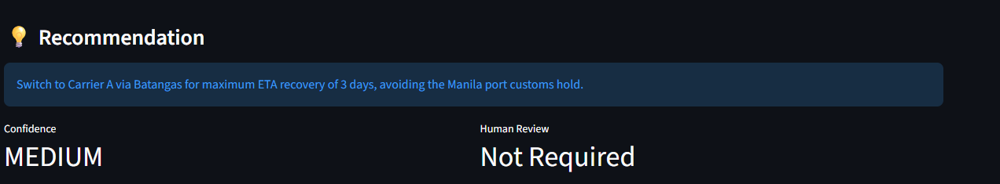 💡 Recommendation
Switch to Carrier A via Batangas for maximum ETA recovery of 3 days, avoiding the Manila port customs hold.
Confidence
MEDIUM
Human Review
Not Required